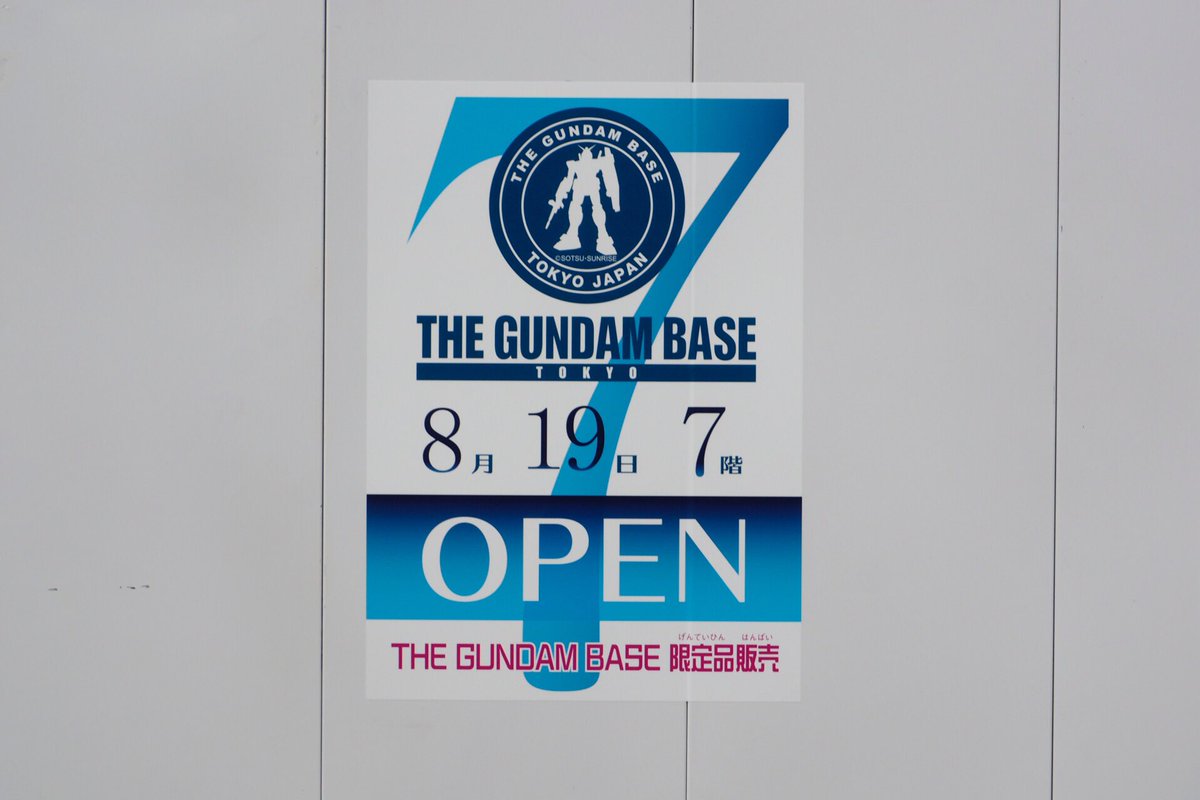 THE GUNDAM BASE
©SOTSU・SUNRISE
TOKYO JAPAN
THE GUNDAM BASE
TOKYO
8月 19日 7階
OPEN
げんていひん はんばい
THE GUNDAM BASE 限定品販売